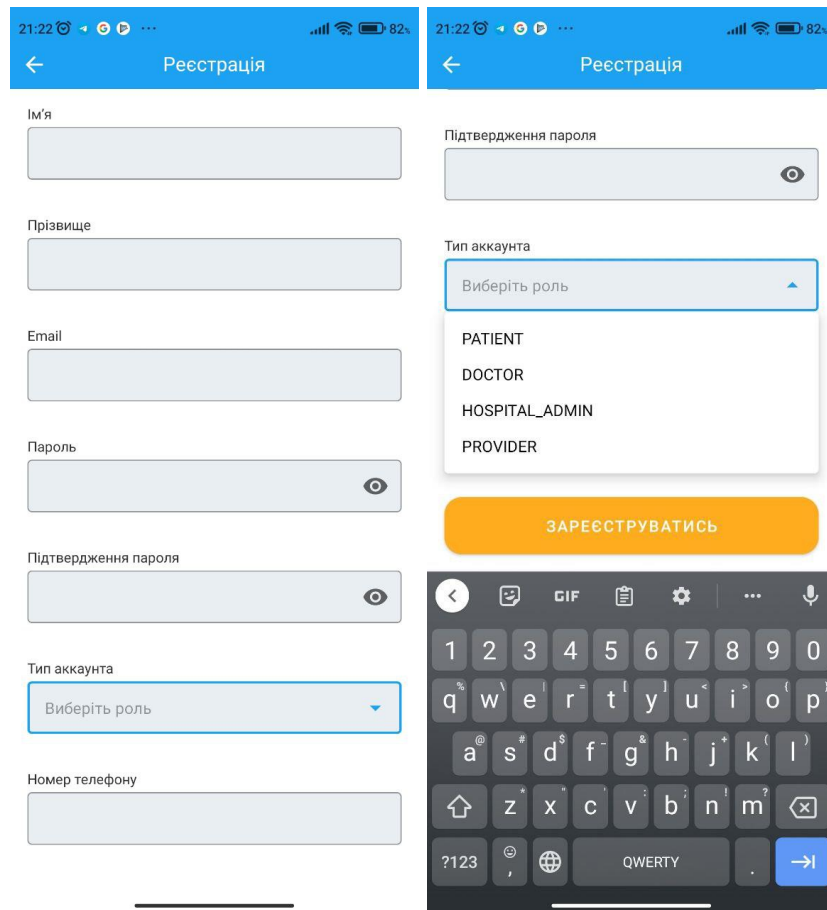 21:22 82%
Реєстрація
Ім'я
Прізвище
Email
Пароль
Підтвердження пароля
Тип аккаунта
Виберіть роль
Номер телефону
21:22 82%
Реєстрація
Підтвердження пароля
Тип аккаунта
Виберіть роль
PATIENT
DOCTOR
HOSPITAL_ADMIN
PROVIDER
ЗАРЕЄСТРУВАТИСЬ
GIF
1 2 3 4 5 6 7 8 9 0
q w e r t y u i o p
a s d f g h j k l
z x c v b n m
?123 , QWERTY .